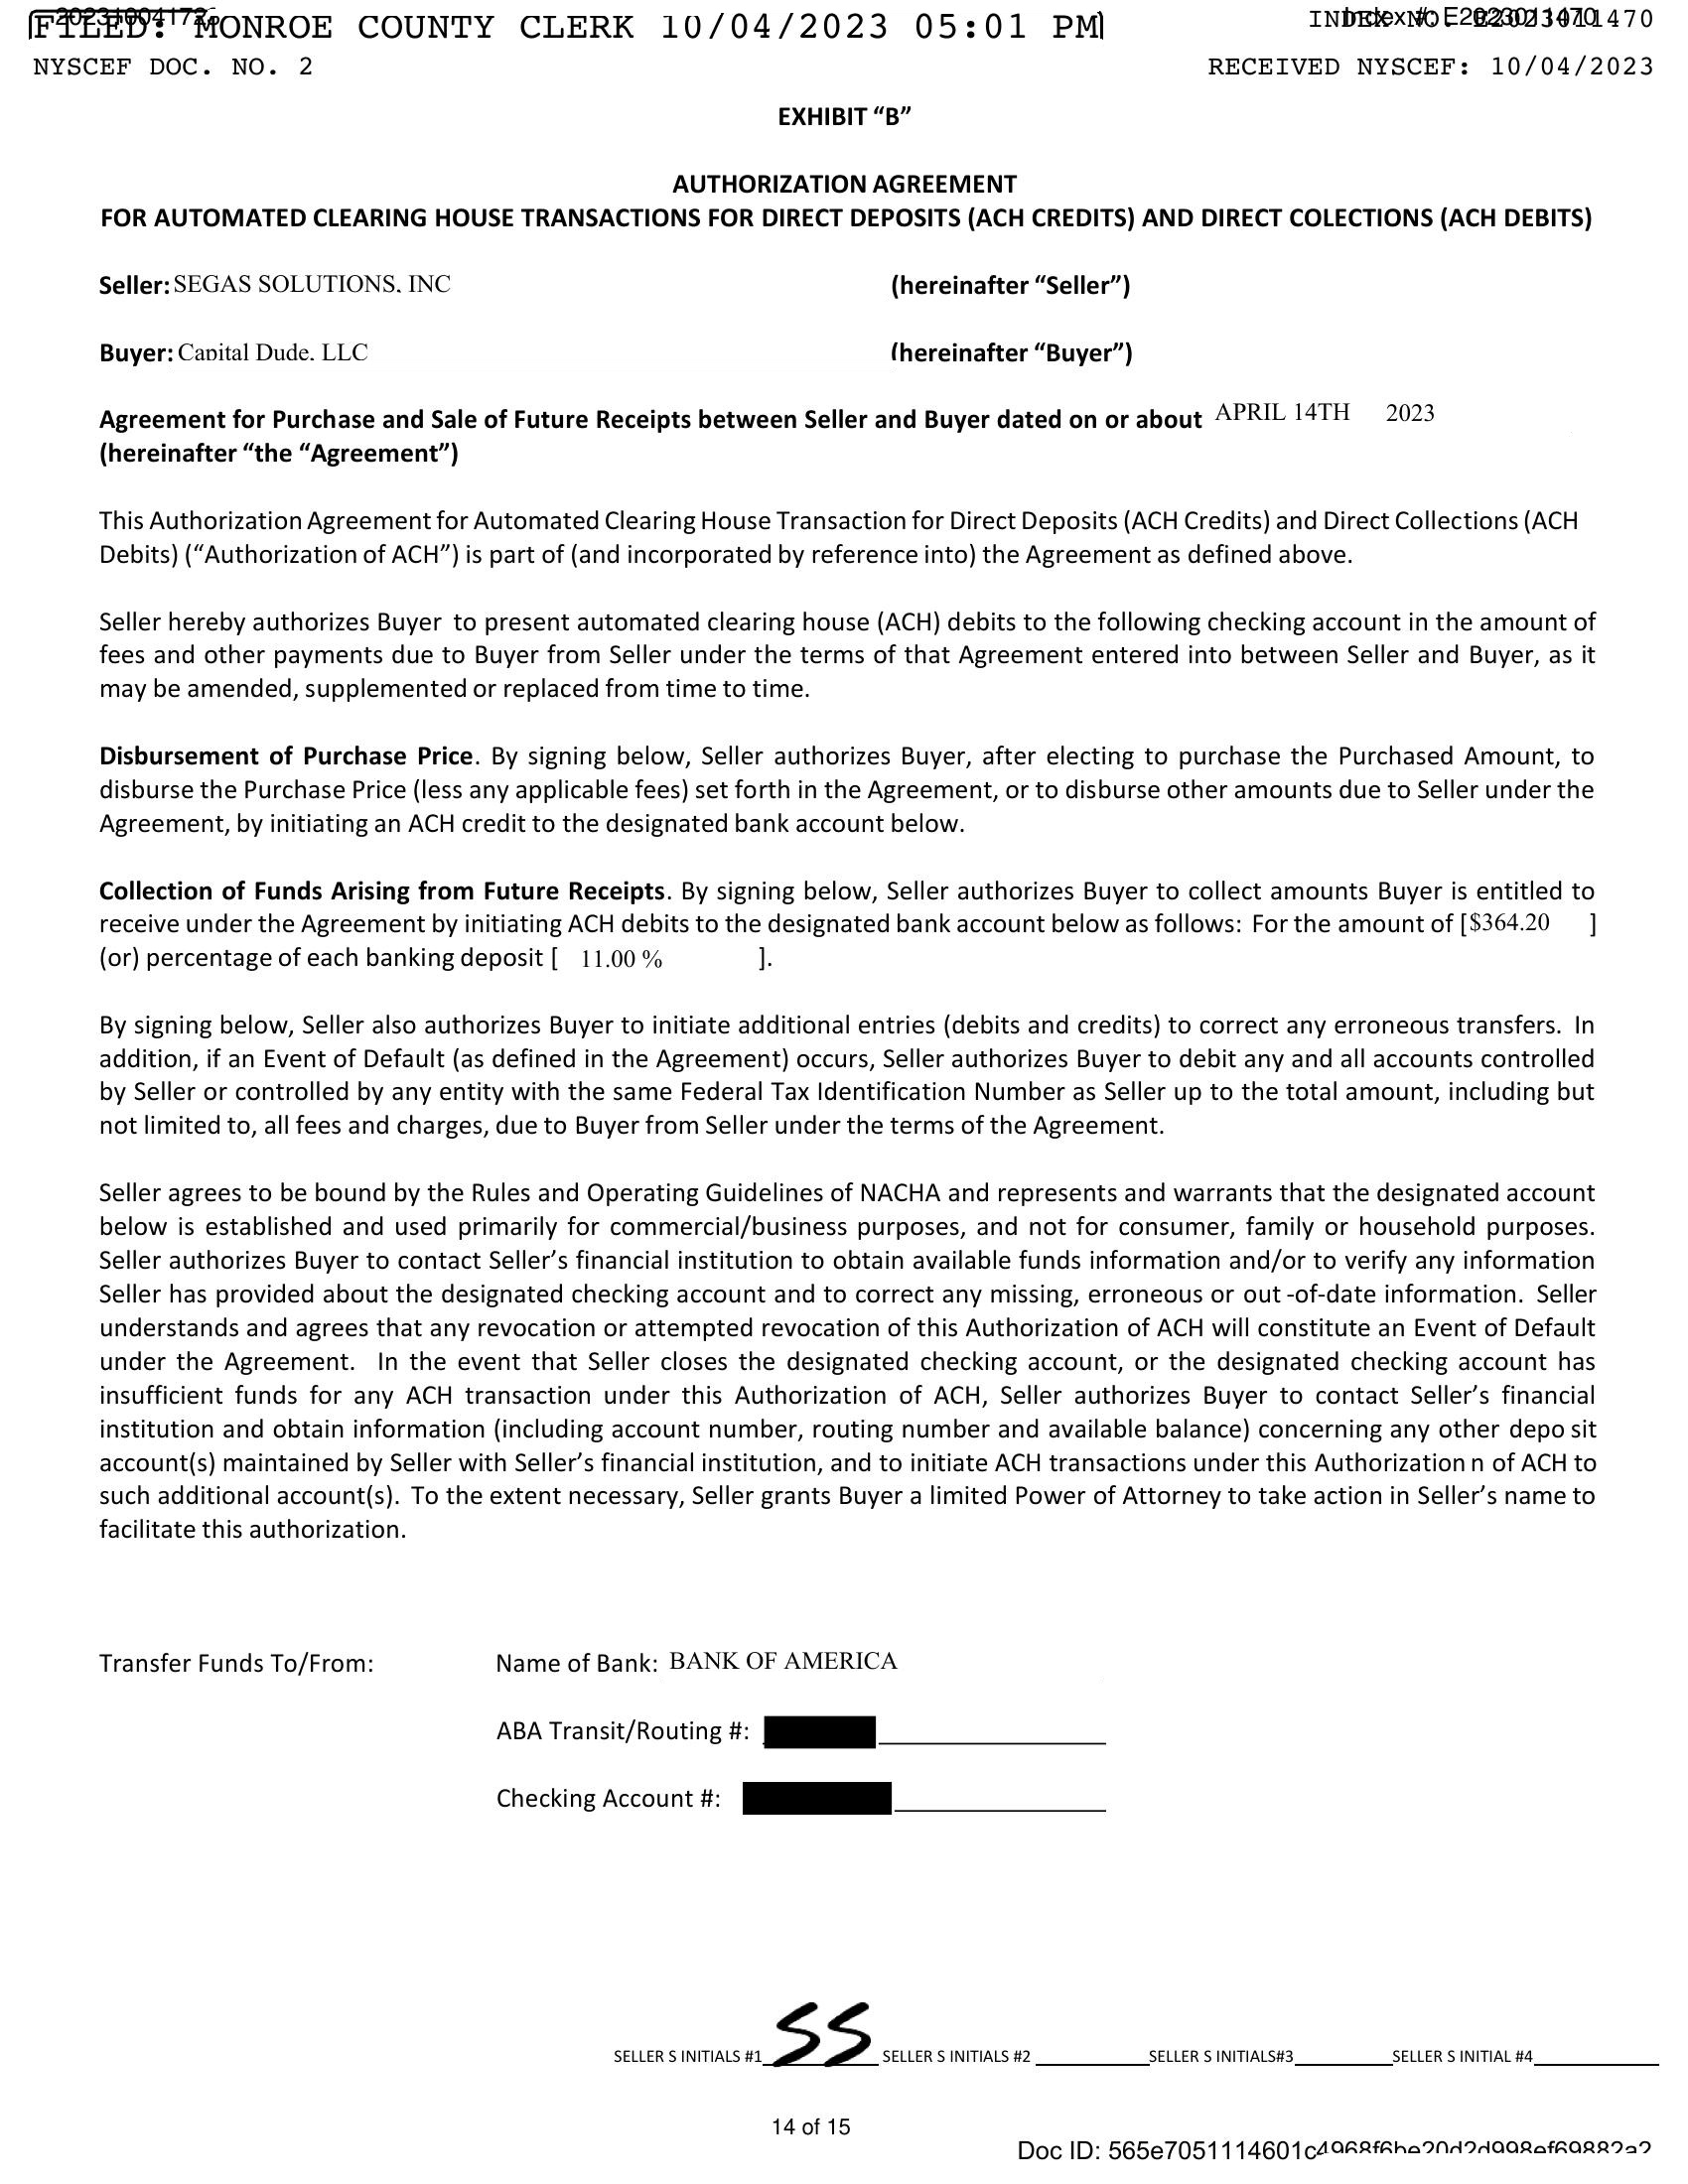 FILED: MONROE COUNTY CLERK 10/04/2023 05:01 PM
INDEX NO. E2023011470
Index #: E2023011470
NYSCEF DOC. NO. 2
RECEIVED NYSCEF: 10/04/2023
EXHIBIT “B”
AUTHORIZATION AGREEMENT
FOR AUTOMATED CLEARING HOUSE TRANSACTIONS FOR DIRECT DEPOSITS (ACH CREDITS) AND DIRECT COLECTIONS (ACH DEBITS)
Seller: SEGAS SOLUTIONS, INC (hereinafter “Seller”)
Buyer: Capital Dude, LLC (hereinafter “Buyer”)
Agreement for Purchase and Sale of Future Receipts between Seller and Buyer dated on or about APRIL 14TH 2023
(hereinafter “the “Agreement”)
This Authorization Agreement for Automated Clearing House Transaction for Direct Deposits (ACH Credits) and Direct Collections (ACH
Debits) (“Authorization of ACH”) is part of (and incorporated by reference into) the Agreement as defined above.
Seller hereby authorizes Buyer to present automated clearing house (ACH) debits to the following checking account in the amount of
fees and other payments due to Buyer from Seller under the terms of that Agreement entered into between Seller and Buyer, as it
may be amended, supplemented or replaced from time to time.
Disbursement of Purchase Price. By signing below, Seller authorizes Buyer, after electing to purchase the Purchased Amount, to
disburse the Purchase Price (less any applicable fees) set forth in the Agreement, or to disburse other amounts due to Seller under the
Agreement, by initiating an ACH credit to the designated bank account below.
Collection of Funds Arising from Future Receipts. By signing below, Seller authorizes Buyer to collect amounts Buyer is entitled to
receive under the Agreement by initiating ACH debits to the designated bank account below as follows: For the amount of [$364.20 ]
(or) percentage of each banking deposit [ 11.00 % ].
By signing below, Seller also authorizes Buyer to initiate additional entries (debits and credits) to correct any erroneous transfers. In
addition, if an Event of Default (as defined in the Agreement) occurs, Seller authorizes Buyer to debit any and all accounts controlled
by Seller or controlled by any entity with the same Federal Tax Identification Number as Seller up to the total amount, including but
not limited to, all fees and charges, due to Buyer from Seller under the terms of the Agreement.
Seller agrees to be bound by the Rules and Operating Guidelines of NACHA and represents and warrants that the designated account
below is established and used primarily for commercial/business purposes, and not for consumer, family or household purposes.
Seller authorizes Buyer to contact Seller’s financial institution to obtain available funds information and/or to verify any information
Seller has provided about the designated checking account and to correct any missing, erroneous or out -of-date information. Seller
understands and agrees that any revocation or attempted revocation of this Authorization of ACH will constitute an Event of Default
under the Agreement. In the event that Seller closes the designated checking account, or the designated checking account has
insufficient funds for any ACH transaction under this Authorization of ACH, Seller authorizes Buyer to contact Seller’s financial
institution and obtain information (including account number, routing number and available balance) concerning any other depo sit
account(s) maintained by Seller with Seller’s financial institution, and to initiate ACH transactions under this Authorization n of ACH to
such additional account(s). To the extent necessary, Seller grants Buyer a limited Power of Attorney to take action in Seller’s name to
facilitate this authorization.
Transfer Funds To/From: Name of Bank: BANK OF AMERICA
ABA Transit/Routing #:
Checking Account #:
SELLER S INITIALS #1 SS SELLER S INITIALS #2 SELLER S INITIALS#3 SELLER S INITIAL #4
14 of 15
Doc ID: 565e7051114601c4968f6be20d2d998ef69882a2